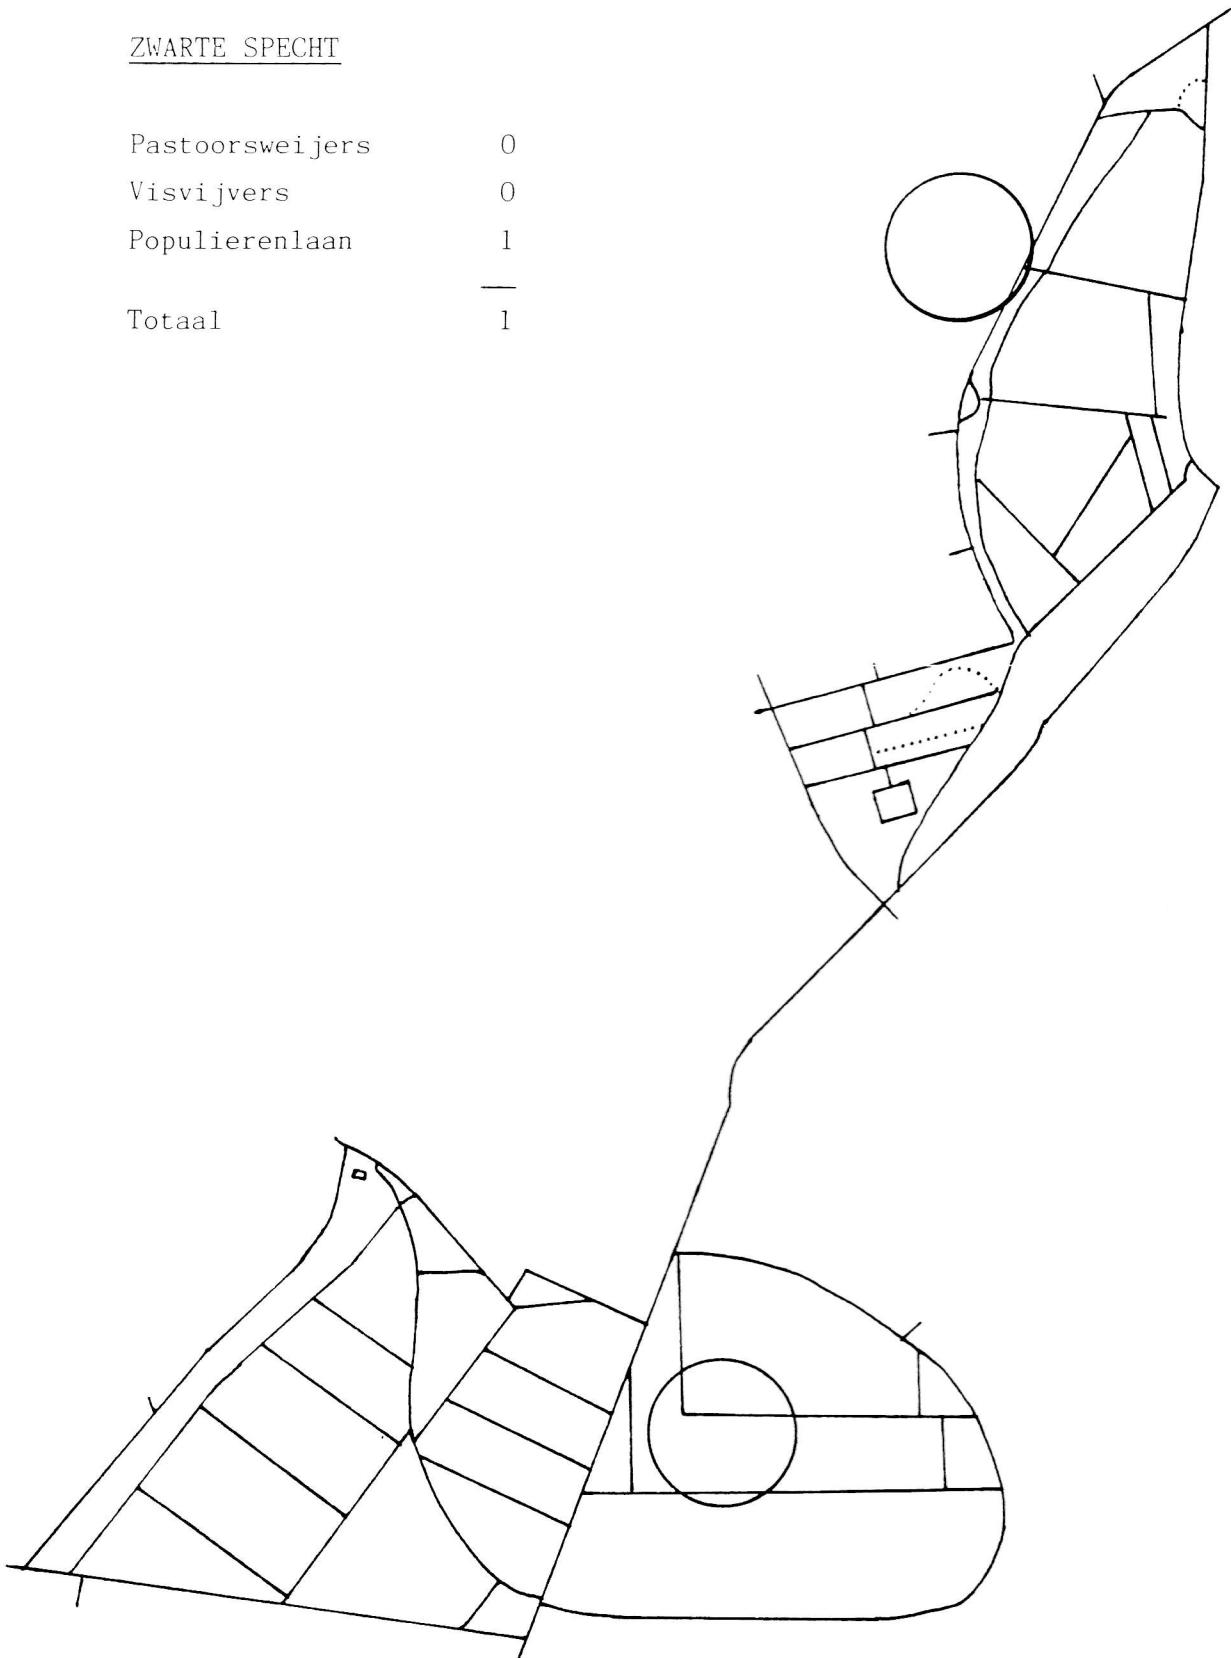 ZWARTE SPECHT
Pastoorsweijers 0
Visvijvers 0
Populierenlaan 1
Totaal 1